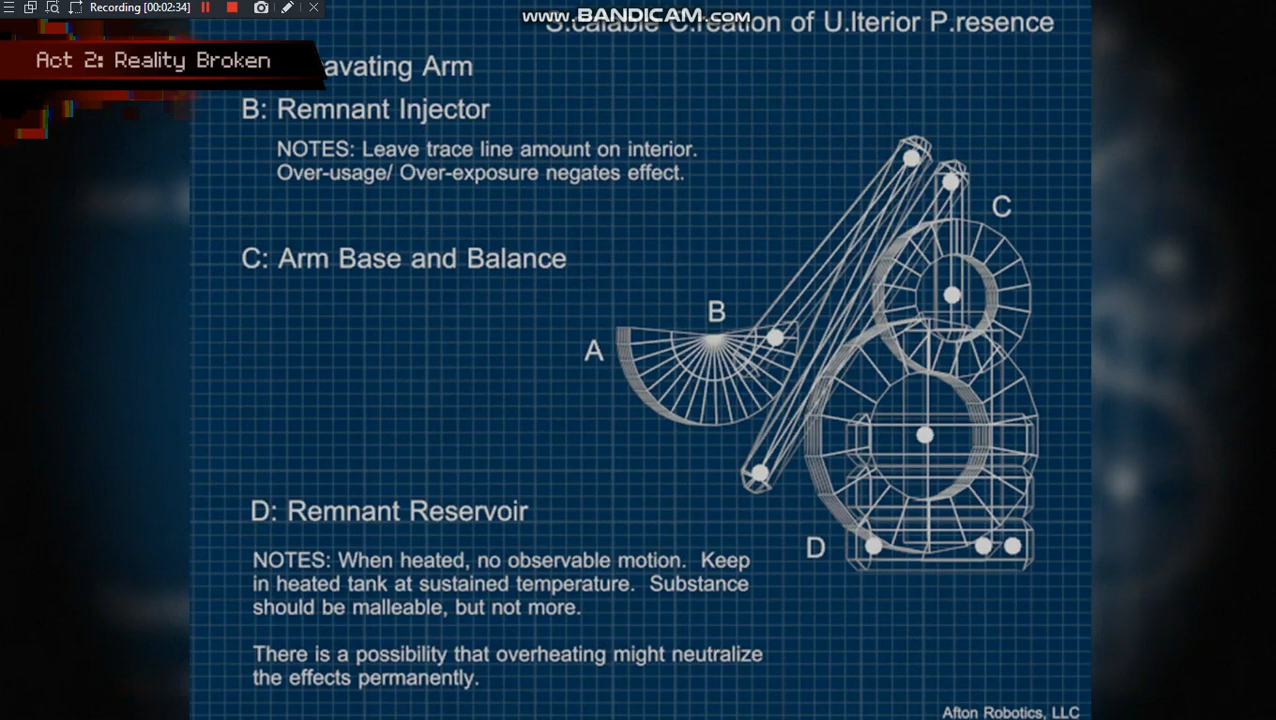 Recording [00:02:34]
www.BANDICAM.com
S.calable C.reation of U.lterior P.resence
Act 2: Reality Broken
avating Arm
B: Remnant Injector
NOTES: Leave trace line amount on interior.
Over-usage/ Over-exposure negates effect.
C
C: Arm Base and Balance
B
A
D: Remnant Reservoir
D
NOTES: When heated, no observable motion. Keep
in heated tank at sustained temperature. Substance
should be malleable, but not more.
There is a possibility that overheating might neutralize
the effects permanently.
Afton Robotics, LLC